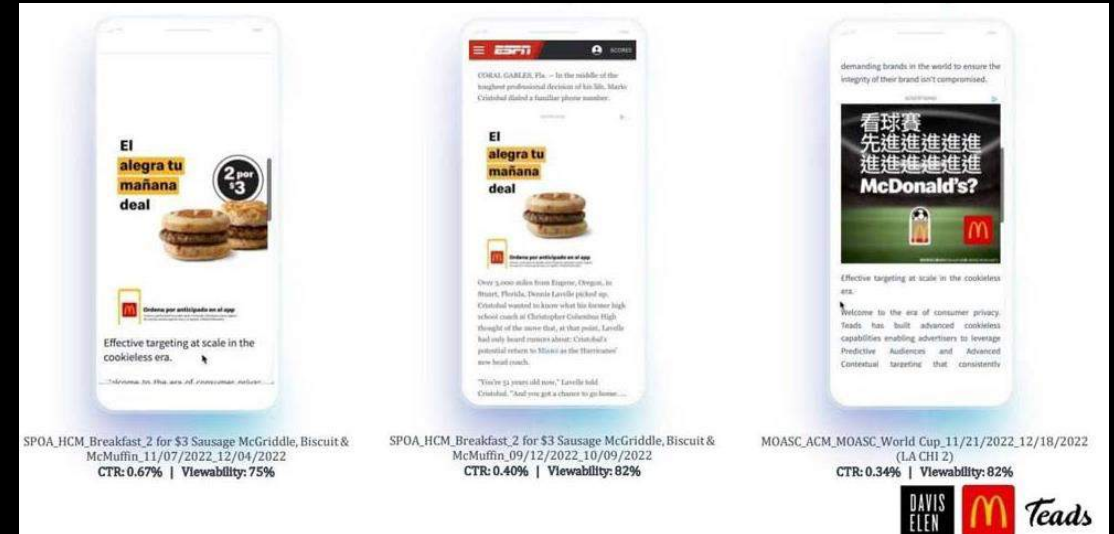 El
alegra tu
mañana
deal
2 por
$3
Ordena por anticipado en el app
Effective targeting at scale in the
cookieless era.
ESPN
SCORES
CORAL GABLES, Fla. — In the middle of the
toughest professional decision of his life, Mario
Cristobal dialed a familiar phone number.
El
alegra tu
mañana
deal
Ordena por anticipado en el app
Over 3,000 miles from Eugene, Oregon, in
Stuart, Florida, Dennis Lavelle picked up.
Cristobal wanted to know what his former high
school coach at Christopher Columbus High
thought of the move that, at that point, Lavelle
had only heard rumors about: Cristobal's
potential return to Miami as the Hurricanes'
new head coach.
"You're 51 years old now," Lavelle told
Cristobal. "And you got a chance to go home....
demanding brands in the world to ensure the
integrity of their brand isn't compromised.
ADVERTISING
看球賽
先進進進進進
進進進進進進
McDonald's?
Effective targeting at scale in the cookieless
era.
Welcome to the era of consumer privacy.
Teads has built advanced cookieless
capabilities enabling advertisers to leverage
Predictive Audiences and Advanced
Contextual targeting that consistently
SPOA_HCM_Breakfast_2 for $3 Sausage McGriddle, Biscuit &
McMuffin_11/07/2022_12/04/2022
CTR: 0.67% | Viewability: 75%
SPOA_HCM_Breakfast_2 for $3 Sausage McGriddle, Biscuit &
McMuffin_09/12/2022_10/09/2022
CTR: 0.40% | Viewability: 82%
MOASC_ACM_MOASC_World Cup_11/21/2022_12/18/2022
(LA CHI 2)
CTR: 0.34% | Viewability: 82%
DAVIS
ELEN
Teads